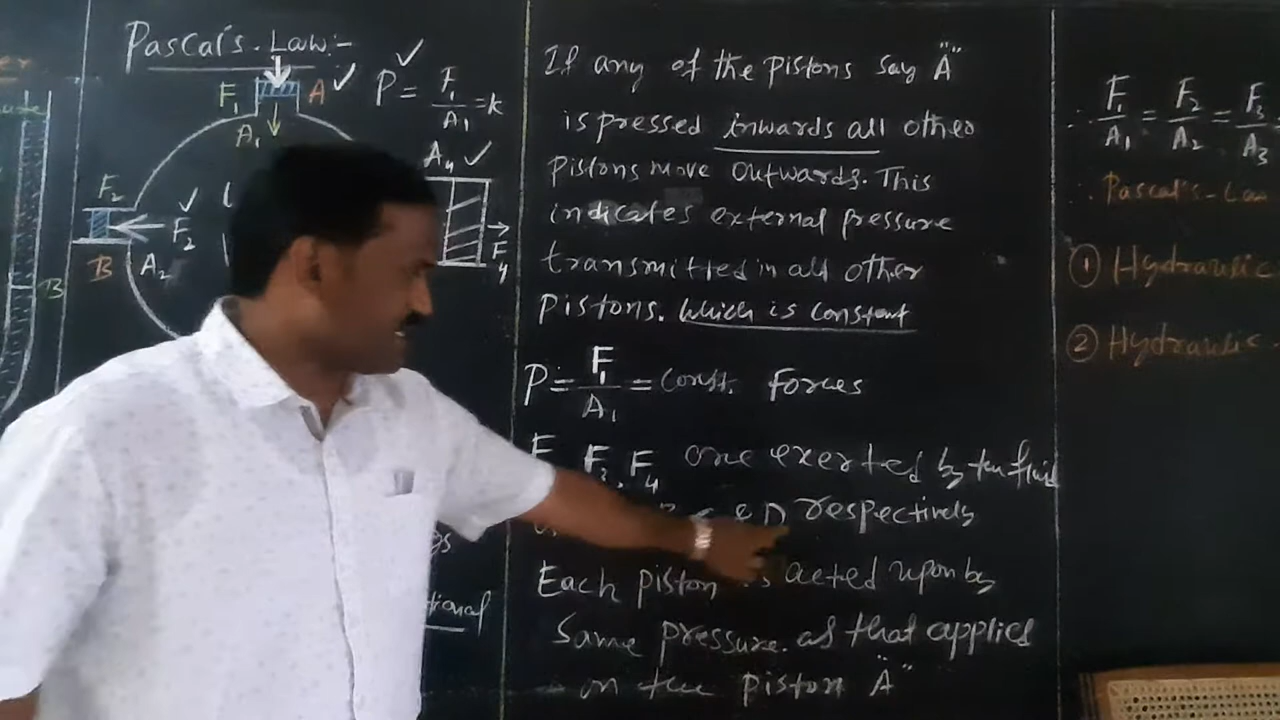 Pascal's. Law:-
F₁
A
A₁
P = F₁/A₁ = k
A₄
F₂
F₂
B
A₂
F₄
B
tional
If any of the pistons say "A"
is pressed inwards all other
pistons move outwards. This
indicates external pressure
transmitted in all other
pistons. Which is constant
P = F₁/A₁ = const. Forces
F₃, F₄ are exerted by the fluid
& D respectively
Each piston is acted upon by
Same pressure. as that applied
on the piston "A"
∴ F₁/A₁ = F₂/A₂ = F₃/A₃
∴ Pascal's-Law
① Hydraulic
② Hydraulic